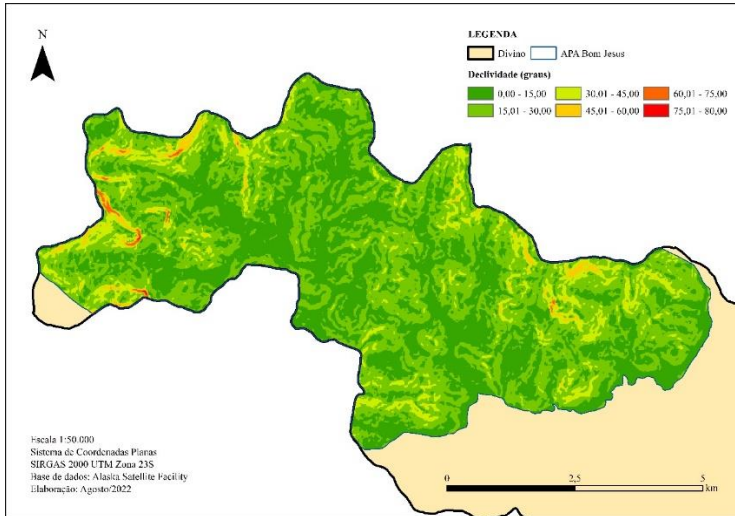 N
LEGENDA
Divino
APA Bom Jesus
Declividade (graus)
0,00 - 15,00
30,01 - 45,00
60,01 - 75,00
15,01 - 30,00
45,01 - 60,00
75,01 - 80,00
Escala 1:50.000
Sistema de Coordenadas Planas
SIRGAS 2000 UTM Zona 23S
Base de dados: Alaska Satellite Facility
Elaboração: Agosto/2022
0
2,5
5
km